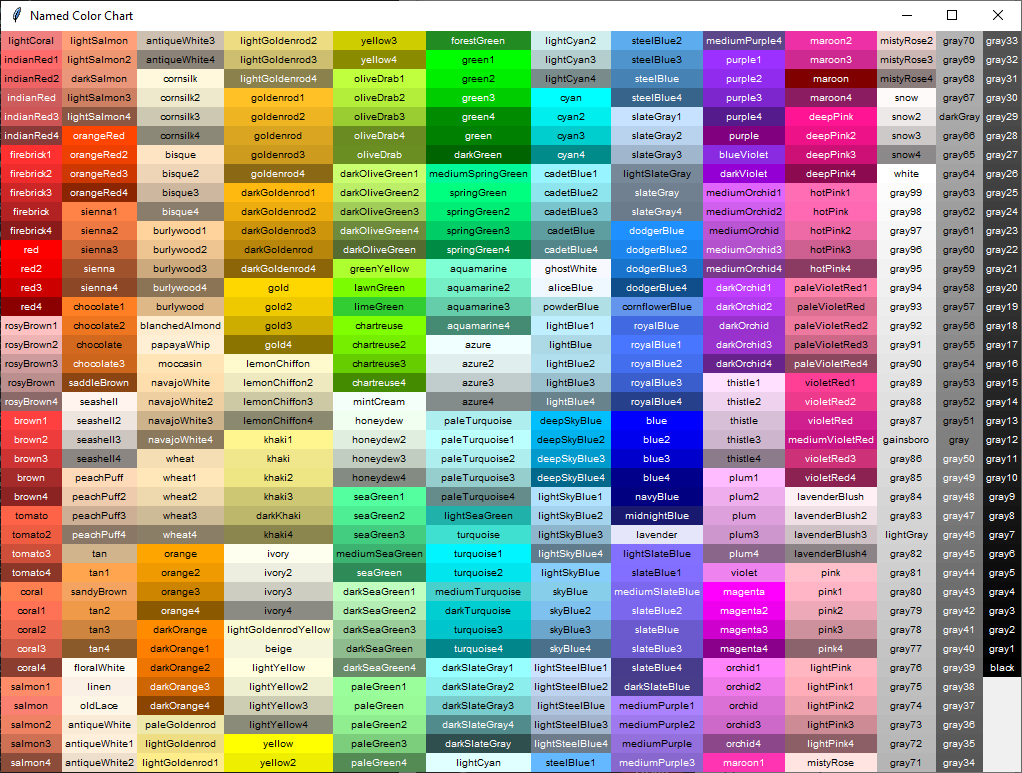 Named Color Chart
lightCoral lightSalmon antiqueWhite3 lightGoldenrod2 yellow3 forestGreen lightCyan2 steelBlue2 mediumPurple4 maroon2 mistyRose2 gray70 gray33
indianRed1 lightSalmon2 antiqueWhite4 lightGoldenrod3 yellow4 green1 lightCyan3 steelBlue3 purple1 maroon3 mistyRose3 gray69 gray32
indianRed2 darkSalmon cornsilk lightGoldenrod4 oliveDrab1 green2 lightCyan4 steelBlue purple2 maroon mistyRose4 gray68 gray31
indianRed lightSalmon3 cornsilk2 goldenrod1 oliveDrab2 green3 cyan steelBlue4 purple3 maroon4 snow gray67 gray30
indianRed3 lightSalmon4 cornsilk3 goldenrod2 oliveDrab3 green4 cyan2 slateGray1 purple4 deepPink snow2 darkGray gray29
indianRed4 orangeRed cornsilk4 goldenrod oliveDrab4 green cyan3 slateGray2 purple deepPink2 snow3 gray66 gray28
firebrick1 orangeRed2 bisque goldenrod3 oliveDrab darkGreen cyan4 slateGray3 blueViolet deepPink3 snow4 gray65 gray27
firebrick2 orangeRed3 bisque2 goldenrod4 darkOliveGreen1 mediumSpringGreen cadetBlue1 lightSlateGray darkViolet deepPink4 white gray64 gray26
firebrick3 orangeRed4 bisque3 darkGoldenrod1 darkOliveGreen2 springGreen cadetBlue2 slateGray mediumOrchid1 hotPink1 gray99 gray63 gray25
firebrick sienna1 bisque4 darkGoldenrod2 darkOliveGreen3 springGreen2 cadetBlue3 slateGray4 mediumOrchid2 hotPink gray98 gray62 gray24
firebrick4 sienna2 burlywood1 darkGoldenrod3 darkOliveGreen4 springGreen3 cadetBlue dodgerBlue mediumOrchid hotPink2 gray97 gray61 gray23
red sienna3 burlywood2 darkGoldenrod darkOliveGreen springGreen4 cadetBlue4 dodgerBlue2 mediumOrchid3 hotPink3 gray96 gray60 gray22
red2 sienna burlywood3 darkGoldenrod4 greenYellow aquamarine ghostWhite dodgerBlue3 mediumOrchid4 hotPink4 gray95 gray59 gray21
red3 sienna4 burlywood4 gold lawnGreen aquamarine2 aliceBlue dodgerBlue4 darkOrchid1 paleVioletRed1 gray94 gray58 gray20
red4 chocolate1 burlywood gold2 limeGreen aquamarine3 powderBlue cornflowerBlue darkOrchid2 paleVioletRed gray93 gray57 gray19
rosyBrown1 chocolate2 blanchedAlmond gold3 chartreuse aquamarine4 lightBlue1 royalBlue darkOrchid paleVioletRed2 gray92 gray56 gray18
rosyBrown2 chocolate papayaWhip gold4 chartreuse2 azure lightBlue royalBlue1 darkOrchid3 paleVioletRed3 gray91 gray55 gray17
rosyBrown3 chocolate3 moccasin lemonChiffon chartreuse3 azure2 lightBlue2 royalBlue2 darkOrchid4 paleVioletRed4 gray90 gray54 gray16
rosyBrown saddleBrown navajoWhite lemonChiffon2 chartreuse4 azure3 lightBlue3 royalBlue3 thistle1 violetRed1 gray89 gray53 gray15
rosyBrown4 seashell navajoWhite2 lemonChiffon3 mintCream azure4 lightBlue4 royalBlue4 thistle2 violetRed2 gray88 gray52 gray14
brown1 seashell2 navajoWhite3 lemonChiffon4 honeydew paleTurquoise deepSkyBlue blue thistle violetRed gray87 gray51 gray13
brown2 seashell3 navajoWhite4 khaki1 honeydew2 paleTurquoise1 deepSkyBlue2 blue2 thistle3 mediumVioletRed gainsboro gray gray12
brown3 seashell4 wheat khaki honeydew3 paleTurquoise2 deepSkyBlue3 blue3 thistle4 violetRed3 gray86 gray50 gray11
brown peachPuff wheat1 khaki2 honeydew4 paleTurquoise3 deepSkyBlue4 blue4 plum1 violetRed4 gray85 gray49 gray10
brown4 peachPuff2 wheat2 khaki3 seaGreen1 paleTurquoise4 lightSkyBlue1 navyBlue plum2 lavenderBlush gray84 gray48 gray9
tomato peachPuff3 wheat3 darkKhaki seaGreen2 lightSeaGreen lightSkyBlue2 midnightBlue plum lavenderBlush2 gray83 gray47 gray8
tomato2 peachPuff4 wheat4 khaki4 seaGreen3 turquoise lightSkyBlue3 lavender plum3 lavenderBlush3 lightGray gray46 gray7
tomato3 tan orange ivory mediumSeaGreen turquoise1 lightSkyBlue4 lightSlateBlue plum4 lavenderBlush4 gray82 gray45 gray6
tomato4 tan1 orange2 ivory2 seaGreen turquoise2 lightSkyBlue slateBlue1 violet pink gray81 gray44 gray5
coral sandyBrown orange3 ivory3 darkSeaGreen1 mediumTurquoise skyBlue mediumSlateBlue magenta pink1 gray80 gray43 gray4
coral1 tan2 orange4 ivory4 darkSeaGreen2 darkTurquoise skyBlue2 slateBlue2 magenta2 pink2 gray79 gray42 gray3
coral2 tan3 darkOrange lightGoldenrodYellow darkSeaGreen3 turquoise3 skyBlue3 slateBlue magenta3 pink3 gray78 gray41 gray2
coral3 tan4 darkOrange1 beige darkSeaGreen turquoise4 skyBlue4 slateBlue3 magenta4 pink4 gray77 gray40 gray1
coral4 floralWhite darkOrange2 lightYellow darkSeaGreen4 darkSlateGray1 lightSteelBlue1 slateBlue4 orchid1 lightPink gray76 gray39 black
salmon1 linen darkOrange3 lightYellow2 paleGreen1 darkSlateGray2 lightSteelBlue2 darkSlateBlue orchid2 lightPink1 gray75 gray38
salmon oldLace darkOrange4 lightYellow3 paleGreen darkSlateGray3 lightSteelBlue mediumPurple1 orchid lightPink2 gray74 gray37
salmon2 antiqueWhite paleGoldenrod lightYellow4 paleGreen2 darkSlateGray4 lightSteelBlue3 mediumPurple2 orchid3 lightPink3 gray73 gray36
salmon3 antiqueWhite1 lightGoldenrod yellow paleGreen3 darkSlateGray lightSteelBlue4 mediumPurple orchid4 lightPink4 gray72 gray35
salmon4 antiqueWhite2 lightGoldenrod1 yellow2 paleGreen4 lightCyan steelBlue1 mediumPurple3 maroon1 mistyRose gray71 gray34